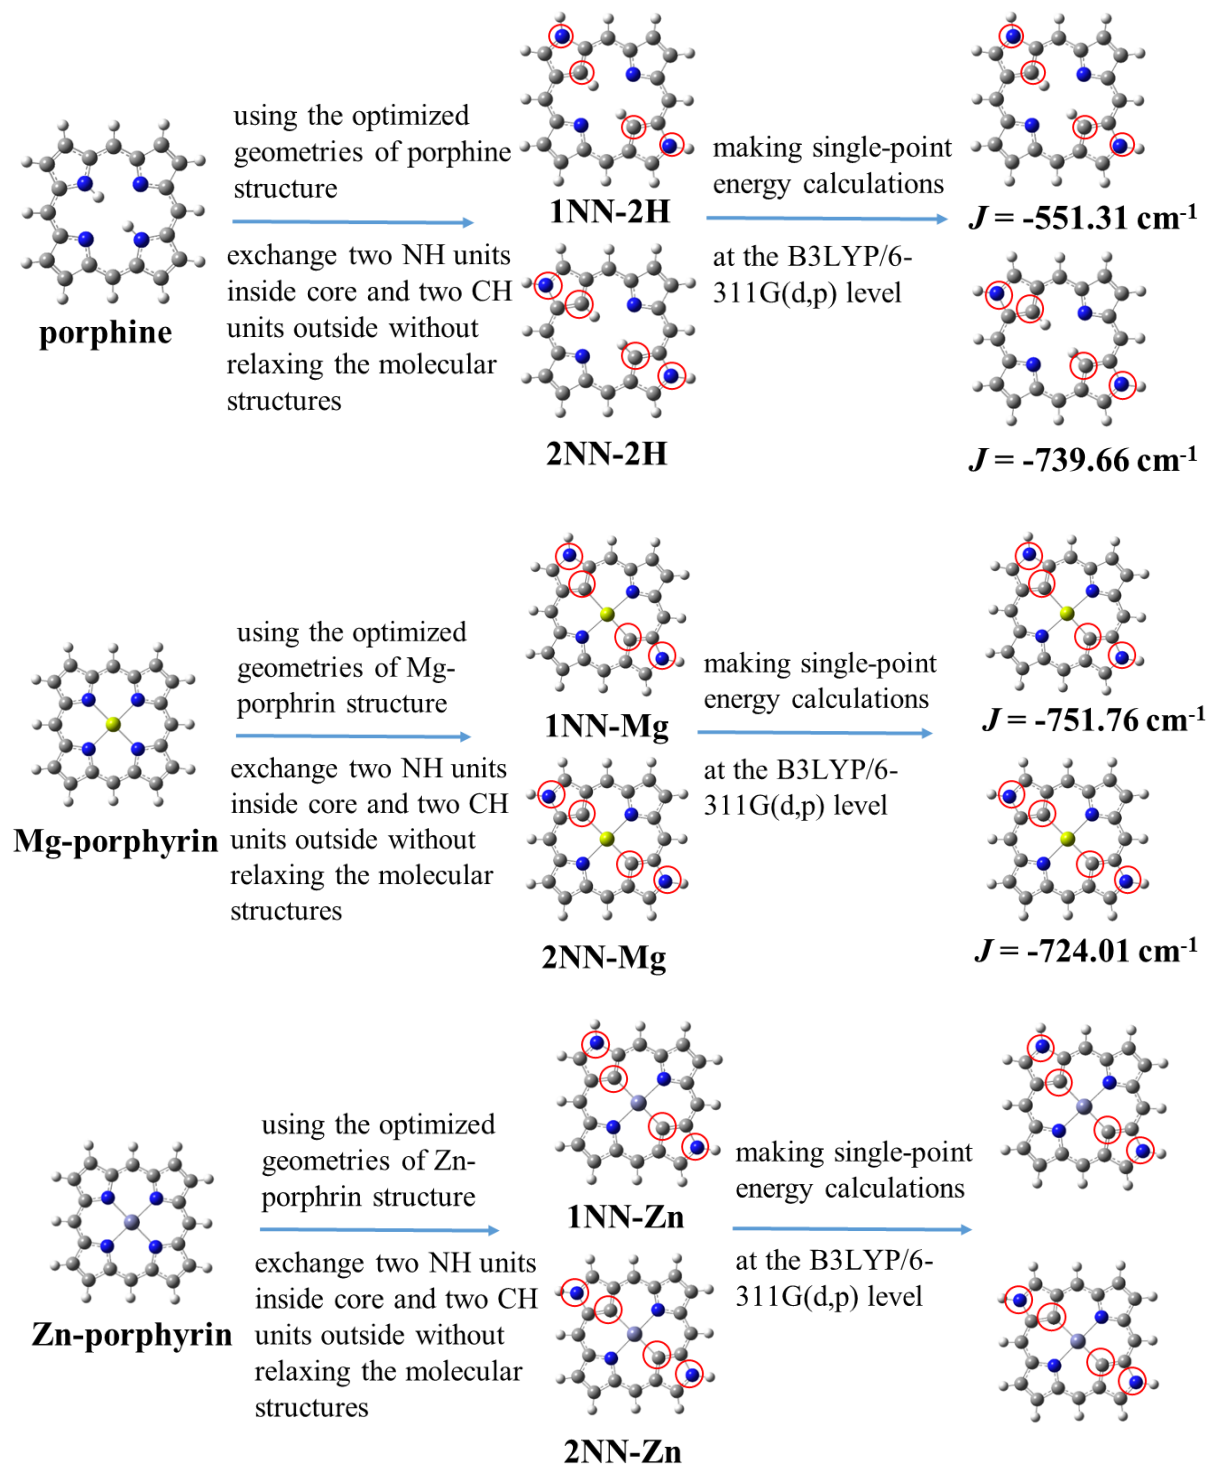 using the optimized
geometries of porphine
structure
exchange two NH units
inside core and two CH
units outside without
relaxing the molecular
structures
porphine
1NN-2H
2NN-2H
making single-point
energy calculations
at the B3LYP/6-
311G(d,p) level
J = -551.31 cm-1
J = -739.66 cm-1
using the optimized
geometries of Mg-
porphrin structure
exchange two NH units
inside core and two CH
units outside without
relaxing the molecular
structures
Mg-porphyrin
1NN-Mg
2NN-Mg
making single-point
energy calculations
at the B3LYP/6-
311G(d,p) level
J = -751.76 cm-1
J = -724.01 cm-1
using the optimized
geometries of Zn-
porphrin structure
exchange two NH units
inside core and two CH
units outside without
relaxing the molecular
structures
Zn-porphyrin
1NN-Zn
2NN-Zn
making single-point
energy calculations
at the B3LYP/6-
311G(d,p) level